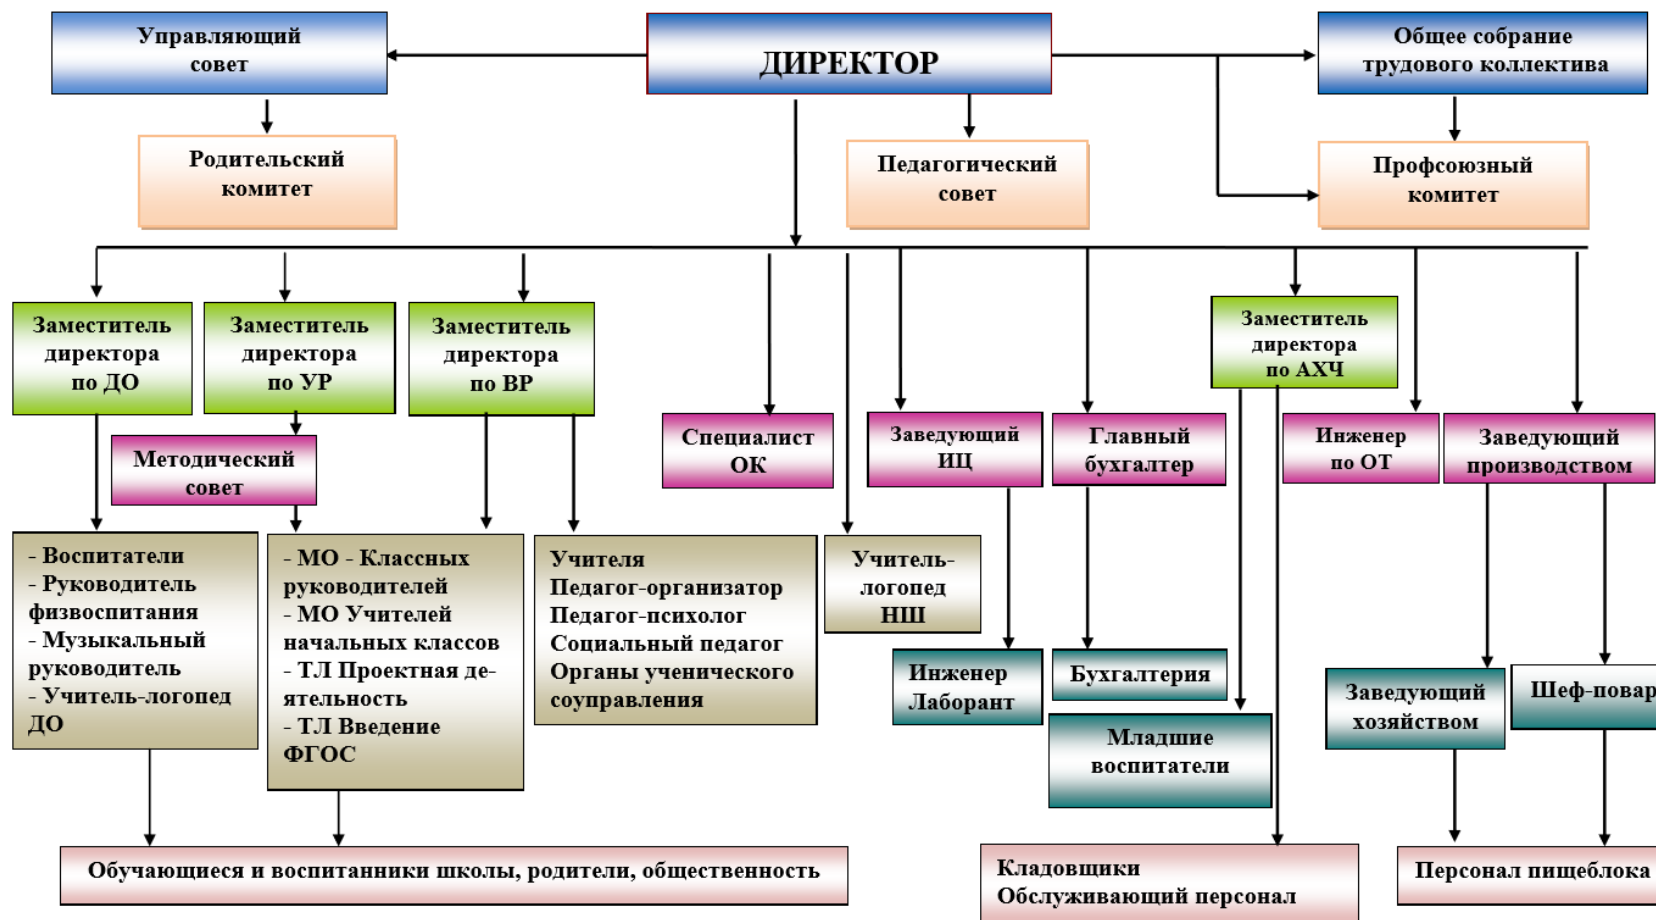 Управляющий
совет
ДИРЕКТОР
Общее собрание
трудового коллектива
Родительский
комитет
Педагогический
совет
Профсоюзный
комитет
Заместитель
директора
по ДО
Заместитель
директора
по УР
Заместитель
директора
по ВР
Заместитель
директора
по АХЧ
Методический
совет
Специалист
ОК
Заведующий
ИЦ
Главный
бухгалтер
Инженер
по ОТ
Заведующий
производством
- Воспитатели
- Руководитель
физвоспитания
- Музыкальный
руководитель
- Учитель-логопед
ДО
- МО - Классных
руководителей
- МО Учителей
начальных классов
- ТЛ Проектная де-
ятельность
- ТЛ Введение
ФГОС
Учителя
Педагог-организатор
Педагог-психолог
Социальный педагог
Органы ученического
соуправления
Учитель-
логопед
НШ
Инженер
Лаборант
Бухгалтерия
Младшие
воспитатели
Заведующий
хозяйством
Шеф-повар
Обучающиеся и воспитанники школы, родители, общественность
Кладовщики
Обслуживающий персонал
Персонал пищеблока